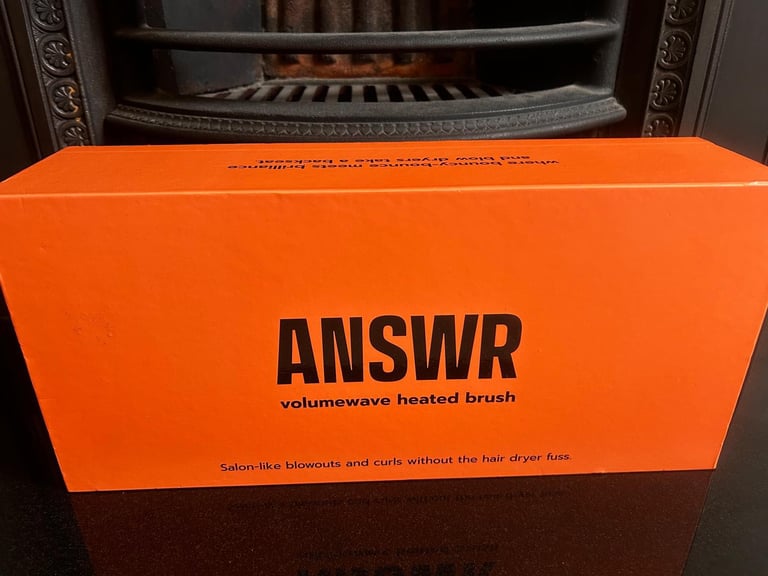 where bouncy-bounce meets brilliance
and blow dryers take a backseat.
ANSWR
volumewave heated brush
Salon-like blowouts and curls without the hair dryer fuss.